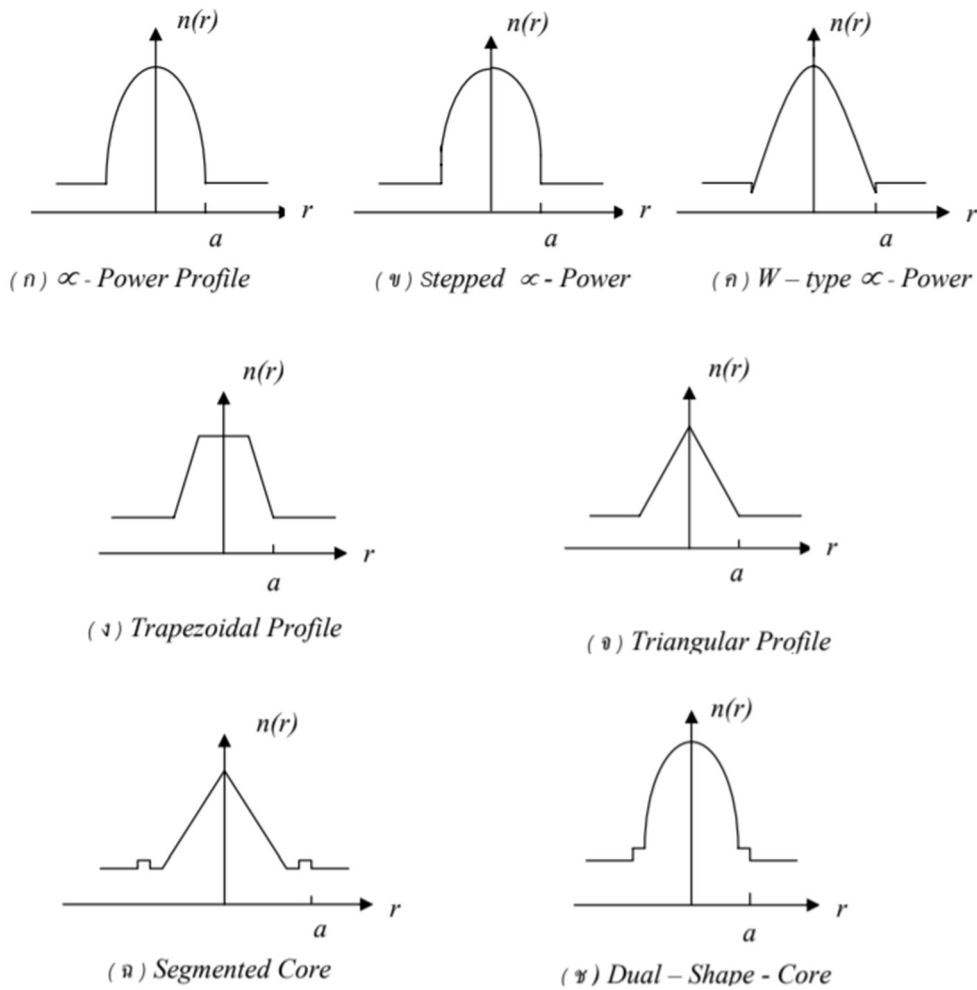 n(r) n(r) n(r)
r r r
a a a
(ก) ∝ - Power Profile (ข) Stepped ∝ - Power (ค) W – type ∝ - Power
n(r) n(r)
r r
a a
(ง) Trapezoidal Profile (จ) Triangular Profile
n(r) n(r)
r r
a a
(ฉ) Segmented Core (ช) Dual – Shape - Core